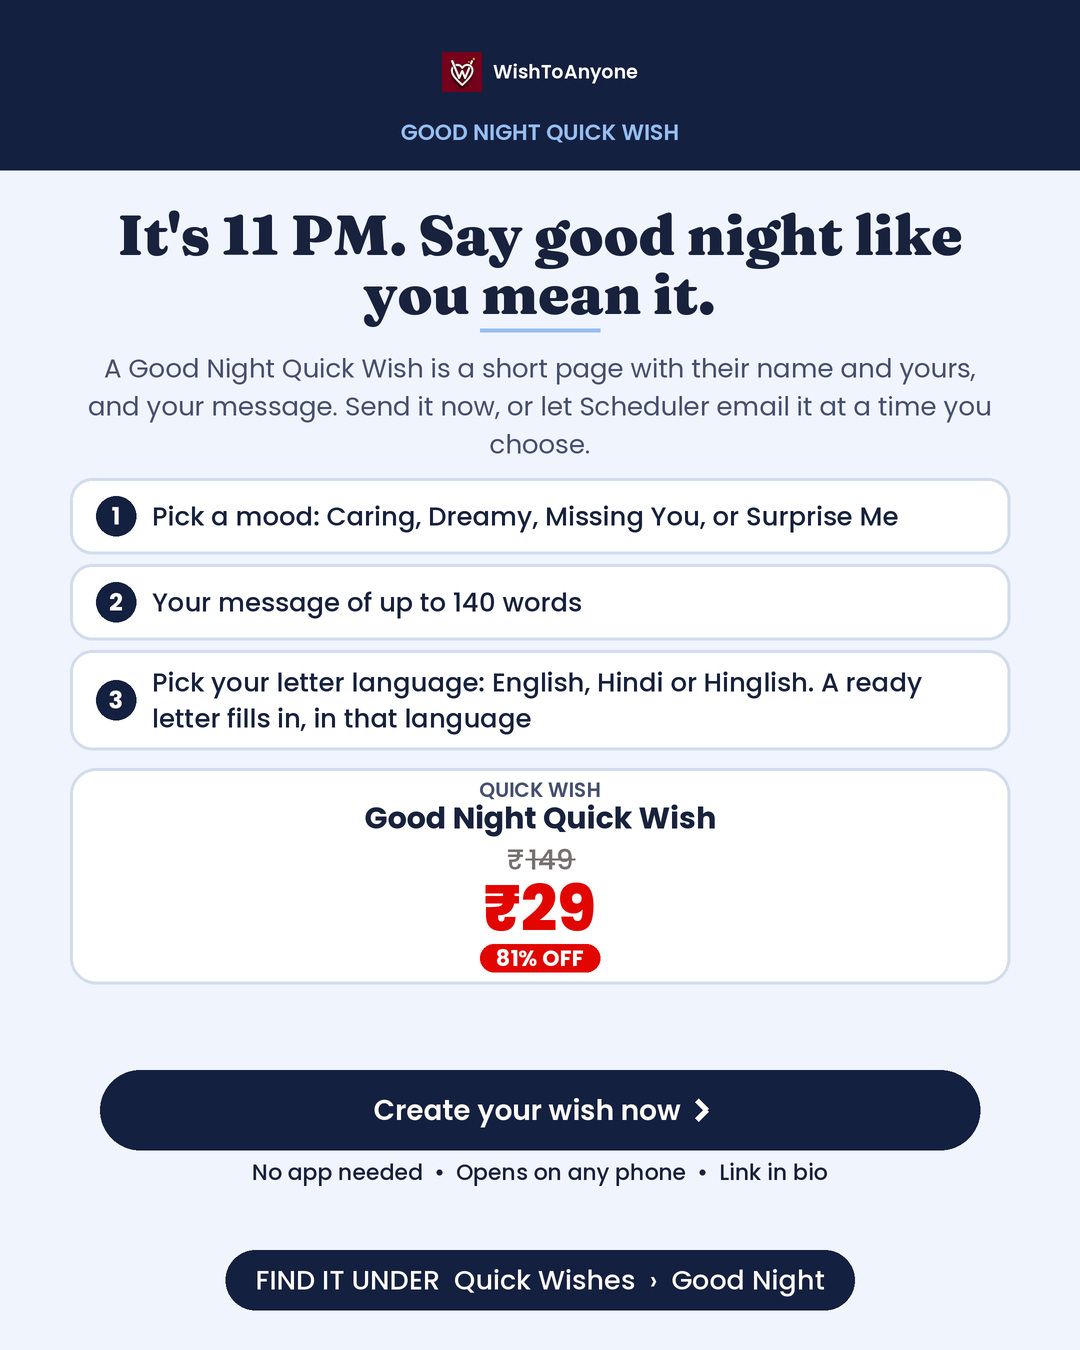 WishToAnyone
GOOD NIGHT QUICK WISH
It's 11 PM. Say good night like
you mean it.
A Good Night Quick Wish is a short page with their name and yours,
and your message. Send it now, or let Scheduler email it at a time you
choose.
1 Pick a mood: Caring, Dreamy, Missing You, or Surprise Me
2 Your message of up to 140 words
3 Pick your letter language: English, Hindi or Hinglish. A ready
letter fills in, in that language
QUICK WISH
Good Night Quick Wish
₹149
₹29
81% OFF
Create your wish now ›
No app needed • Opens on any phone • Link in bio
FIND IT UNDER Quick Wishes › Good Night